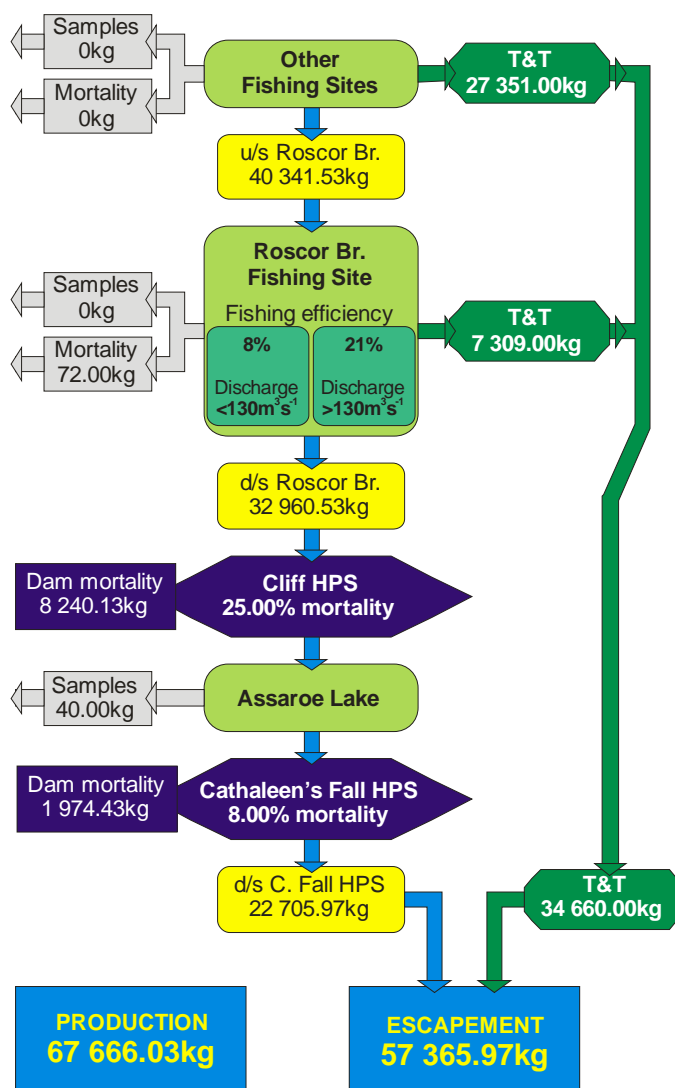 Samples
0kg
Mortality
0kg
Other
Fishing Sites
T&T
27 351.00kg
u/s Roscor Br.
40 341.53kg
Roscor Br.
Fishing Site
Fishing efficiency
8%
Discharge
<130m³s⁻¹
21%
Discharge
>130m³s⁻¹
Samples
0kg
Mortality
72.00kg
T&T
7 309.00kg
d/s Roscor Br.
32 960.53kg
Dam mortality
8 240.13kg
Cliff HPS
25.00% mortality
Samples
40.00kg
Assaroe Lake
Dam mortality
1 974.43kg
Cathaleen's Fall HPS
8.00% mortality
d/s C. Fall HPS
22 705.97kg
T&T
34 660.00kg
PRODUCTION
67 666.03kg
ESCAPEMENT
57 365.97kg